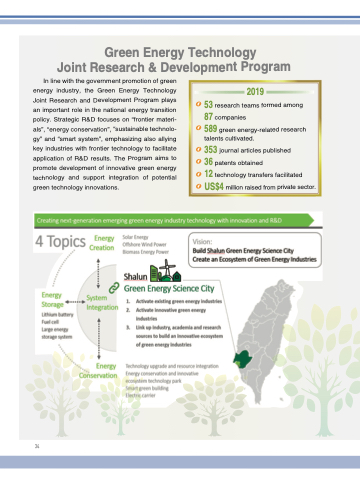 Green Energy Technology
Joint Research & Development Program
In line with the government promotion of green
energy industry, the Green Energy Technology
Joint Research and Development Program plays
an important role in the national energy transition
policy. Strategic R&D focuses on "frontier materi-
als", "energy conservation", "sustainable technolo-
gy" and "smart system", emphasizing also allying
key industries with frontier technology to facilitate
application of R&D results. The Program aims to
promote development of innovative green energy
technology and support integration of potential
green technology innovations.
2019
53 research teams formed among
87 companies
589 green energy-related research
talents cultivated.
353 journal articles published
36 patents obtained
12 technology transfers facilitated
US$4 million raised from private sector.
Creating next-generation emerging green energy industry technology with innovation and R&D
4 Topics
Energy
Creation
Solar Energy
Offshore Wind Power
Biomass Energy Power
Vision:
Build Shalun Green Energy Science City
Create an Ecosystem of Green Energy Industries
Shalun
Green Energy Science City
Energy
Storage
Lithium battery
Fuel cell
Large energy
storage system
System
Integration
1. Activate existing green energy industries
2. Activate innovative green energy
industries
3. Link up industry, academia and research
sources to build an innovative ecosystem
of green energy industries
Energy
Conservation
Technology upgrade and resource integration
Energy conservation and innovative
ecosystem technology park
Smart green building
Electric carrier
34